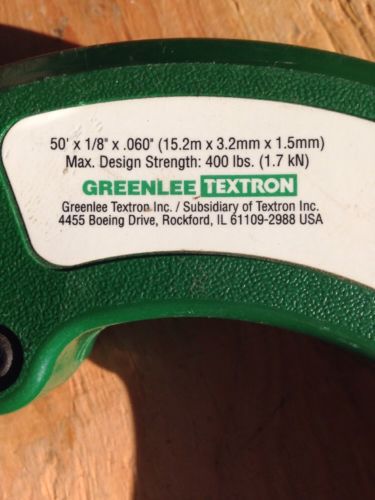 50' x 1/8" x .060" (15.2m x 3.2mm x 1.5mm)
Max. Design Strength: 400 lbs. (1.7 kN)
GREENLEE TEXTRON
Greenlee Textron Inc. / Subsidiary of Textron Inc.
4455 Boeing Drive, Rockford, IL 61109-2988 USA